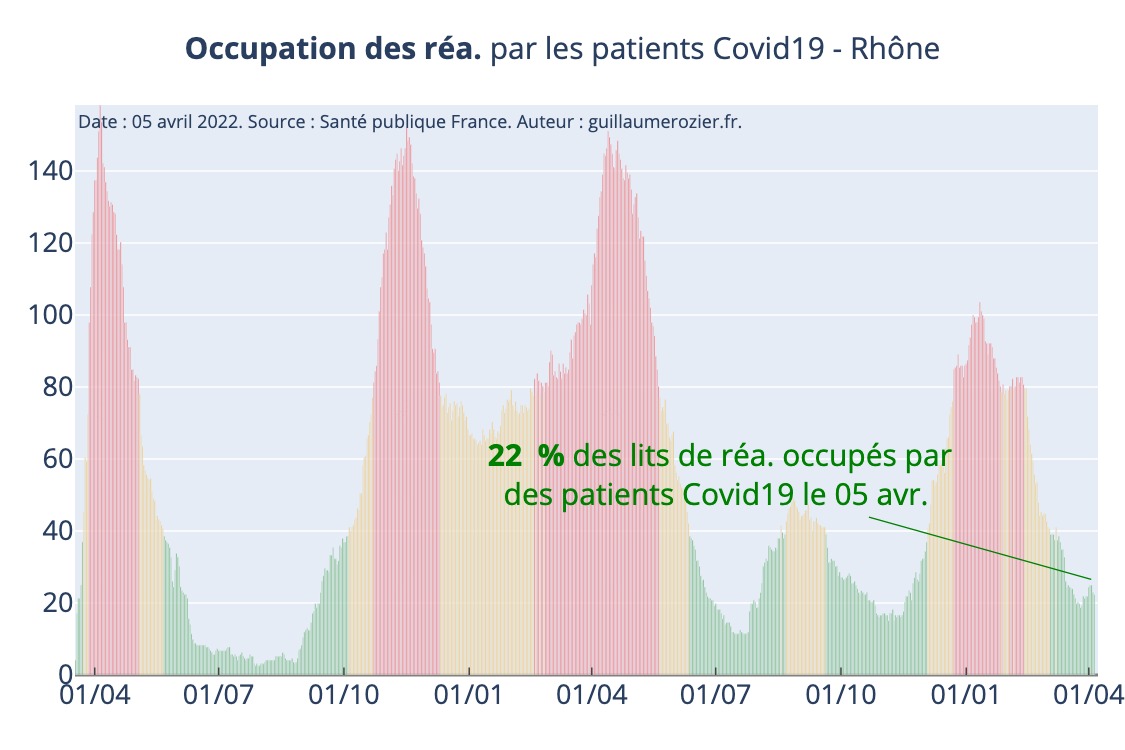 Occupation des réa. par les patients Covid19 - Rhône
Date : 05 avril 2022. Source : Santé publique France. Auteur : guillaumerozier.fr.
140
120
100
80
60
40
20
0
22  % des lits de réa. occupés par
des patients Covid19 le 05 avr.
01/04 01/07 01/10 01/01 01/04 01/07 01/10 01/01 01/04